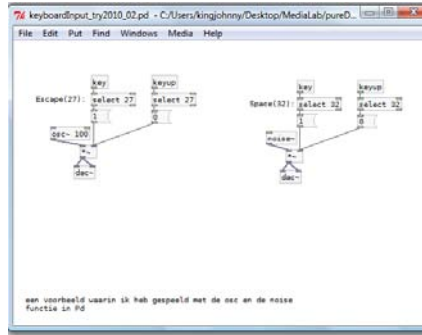 keyboardInput_try2010_02.pd - C:/Users/kingjohnny/Desktop/MediaLab/pureD...
File Edit Put Find Windows Media Help
key keyup
Escape(27): select 27 select 27
1 0
osc~ 100
*~
dac~
key keyup
Space(32): select 32 select 32
1 0
noise~
*~
dac~
een voorbeeld waarin ik heb gespeeld met de osc en de noise
functie in Pd